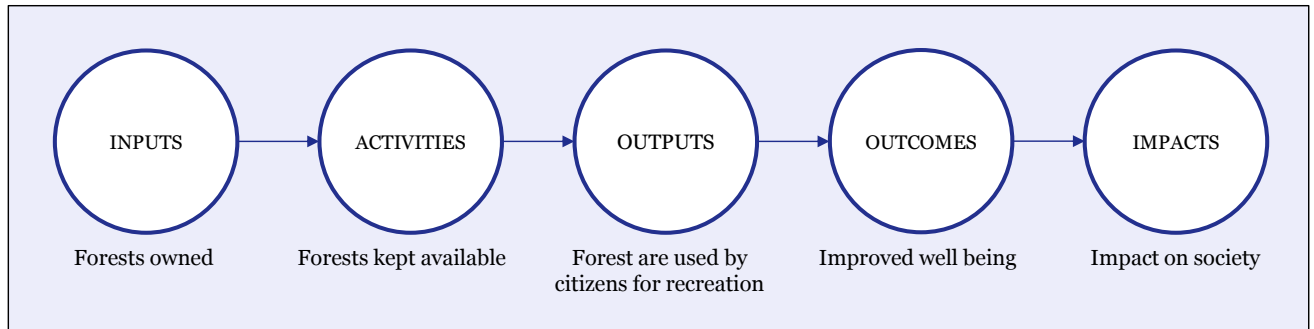 INPUTS
ACTIVITIES
OUTPUTS
OUTCOMES
IMPACTS
Forests owned
Forests kept available
Forest are used by
citizens for recreation
Improved well being
Impact on society